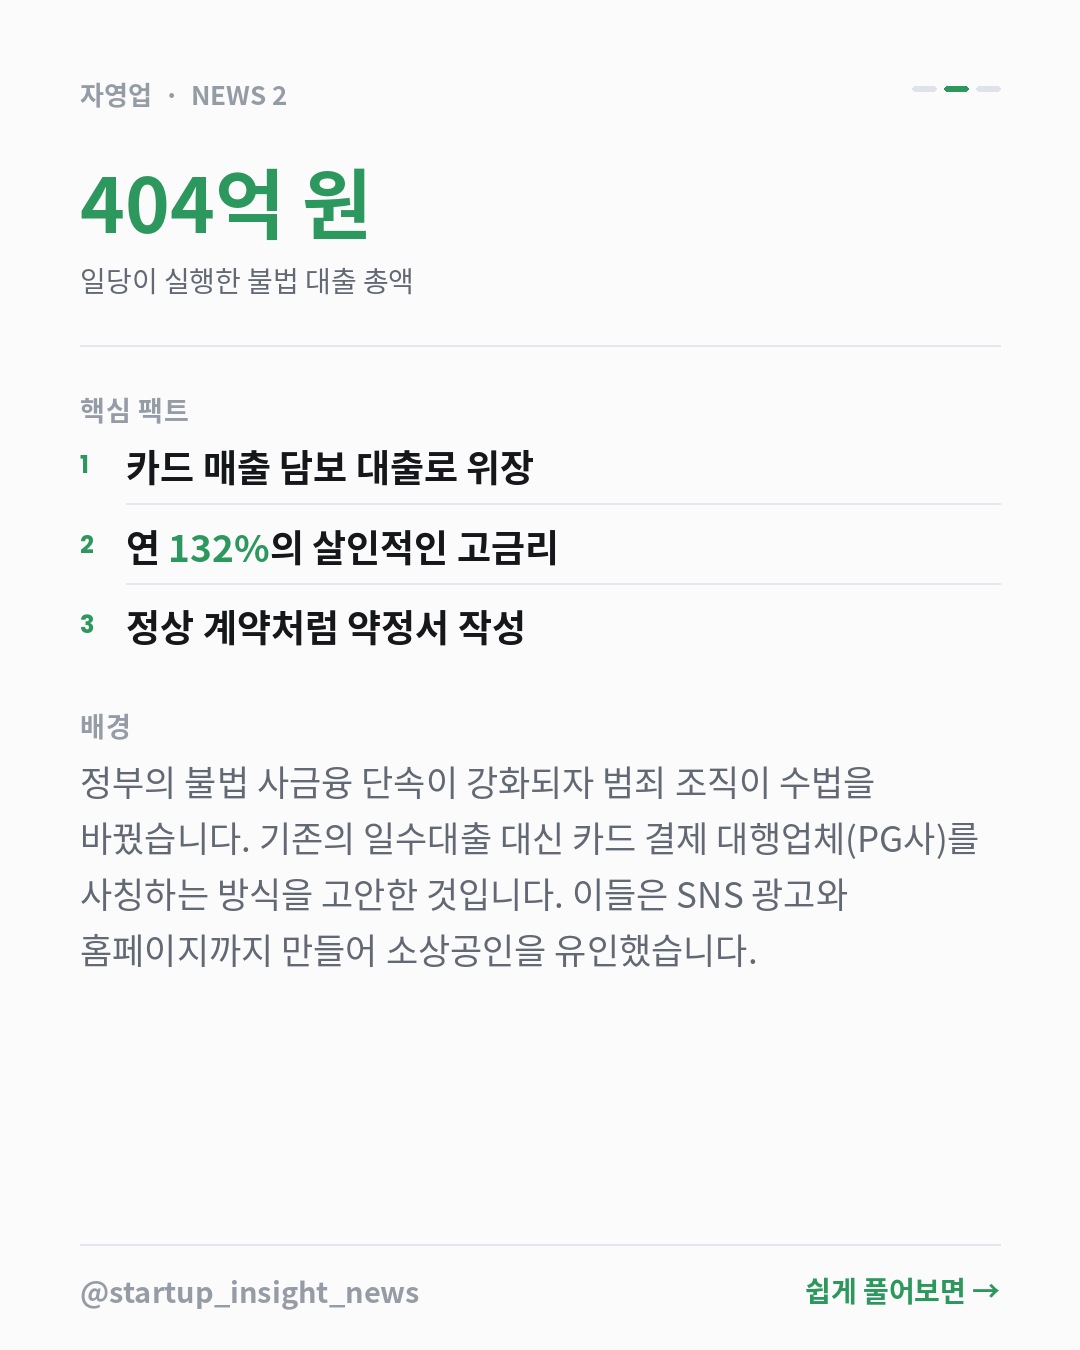 자영업 · NEWS 2
404억 원
일당이 실행한 불법 대출 총액
핵심 팩트
1 카드 매출 담보 대출로 위장
2 연 132%의 살인적인 고금리
3 정상 계약처럼 약정서 작성
배경
정부의 불법 사금융 단속이 강화되자 범죄 조직이 수법을
바꿨습니다. 기존의 일수대출 대신 카드 결제 대행업체(PG사)를
사칭하는 방식을 고안한 것입니다. 이들은 SNS 광고와
홈페이지까지 만들어 소상공인을 유인했습니다.
@startup_insight_news
쉽게 풀어보면 →